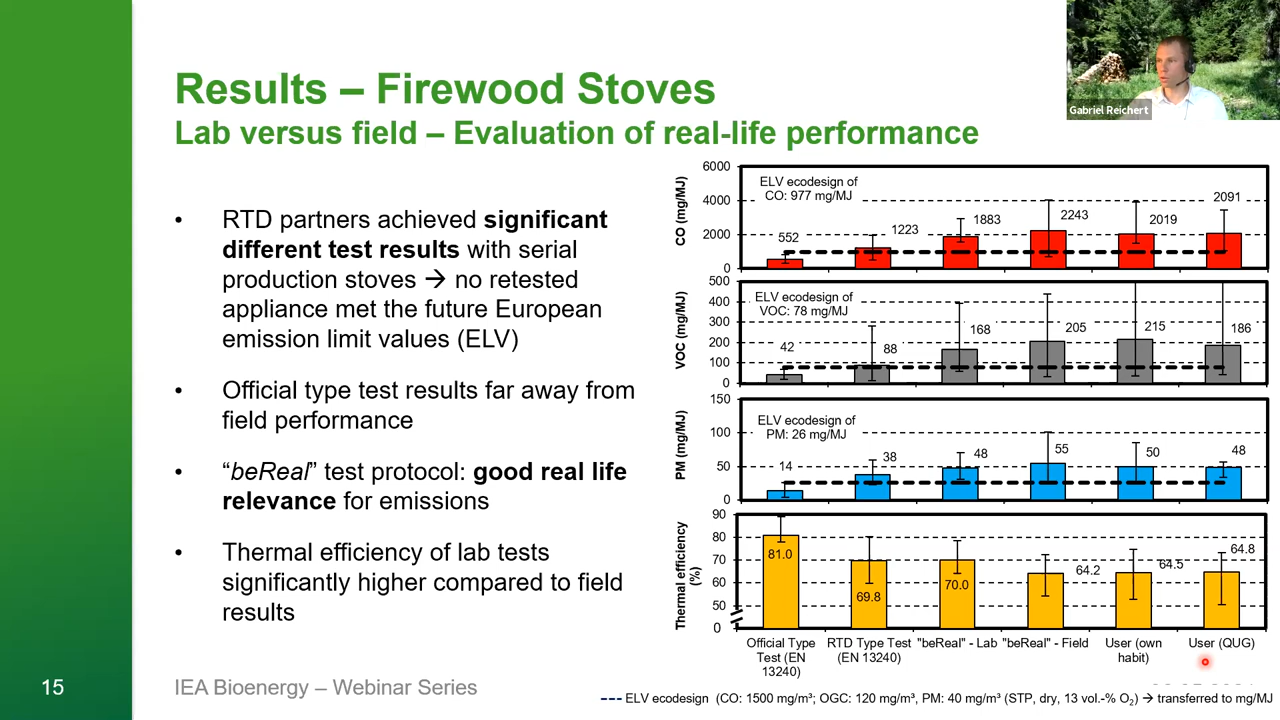 Results – Firewood Stoves
Lab versus field – Evaluation of real-life performance
Gabriel Reichert
• RTD partners achieved significant
different test results with serial
production stoves → no retested
appliance met the future European
emission limit values (ELV)
• Official type test results far away from
field performance
• “beReal” test protocol: good real life
relevance for emissions
• Thermal efficiency of lab tests
significantly higher compared to field
results
CO (mg/MJ)
6000
4000
2000
0
ELV ecodesign of
CO: 977 mg/MJ
552
1223
1883
2243
2019
2091
VOC (mg/MJ)
500
400
300
200
100
0
ELV ecodesign of
VOC: 78 mg/MJ
42
88
168
205
215
186
PM (mg/MJ)
150
100
50
0
ELV ecodesign of
PM: 26 mg/MJ
14
38
48
55
50
48
Thermal efficiency
(%)
90
80
70
60
50
0
81.0
69.8
70.0
64.2
64.5
64.8
Official Type
Test (EN
13240)
RTD Type Test
(EN 13240)
"beReal" - Lab
"beReal" - Field
User (own
habit)
User (QUG)
15
IEA Bioenergy – Webinar Series
ELV ecodesign (CO: 1500 mg/m³; OGC: 120 mg/m³, PM: 40 mg/m³ (STP, dry, 13 vol.-% O₂) → transferred to mg/MJ